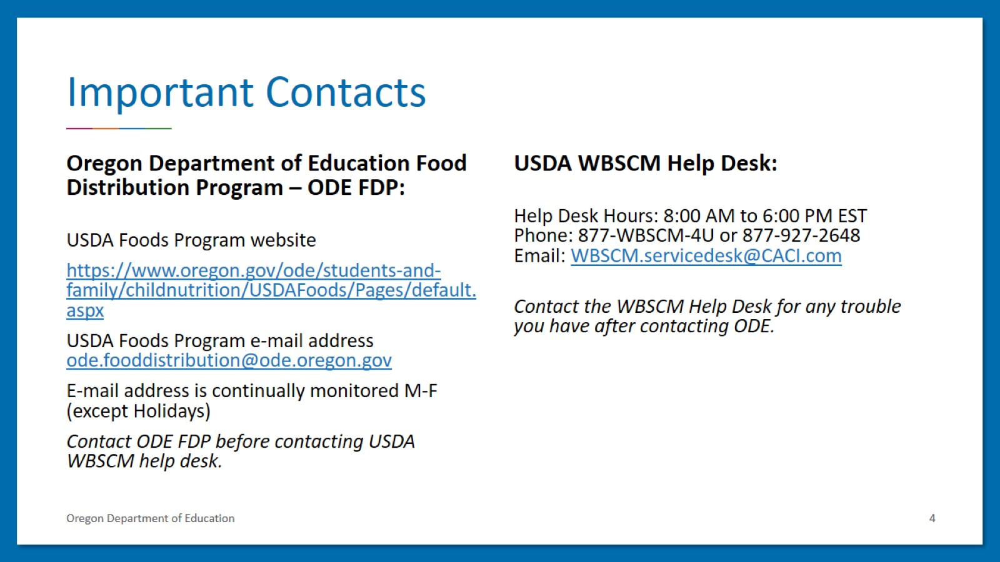 Important Contacts
Oregon Department of Education Food
Distribution Program – ODE FDP:
USDA Foods Program website
https://www.oregon.gov/ode/students-and-
family/childnutrition/USDAFoods/Pages/default.
aspx
USDA Foods Program e-mail address
ode.fooddistribution@ode.oregon.gov
E-mail address is continually monitored M-F
(except Holidays)
Contact ODE FDP before contacting USDA
WBSCM help desk.
USDA WBSCM Help Desk:
Help Desk Hours: 8:00 AM to 6:00 PM EST
Phone: 877-WBSCM-4U or 877-927-2648
Email: WBSCM.servicedesk@CACI.com
Contact the WBSCM Help Desk for any trouble
you have after contacting ODE.
Oregon Department of Education
4